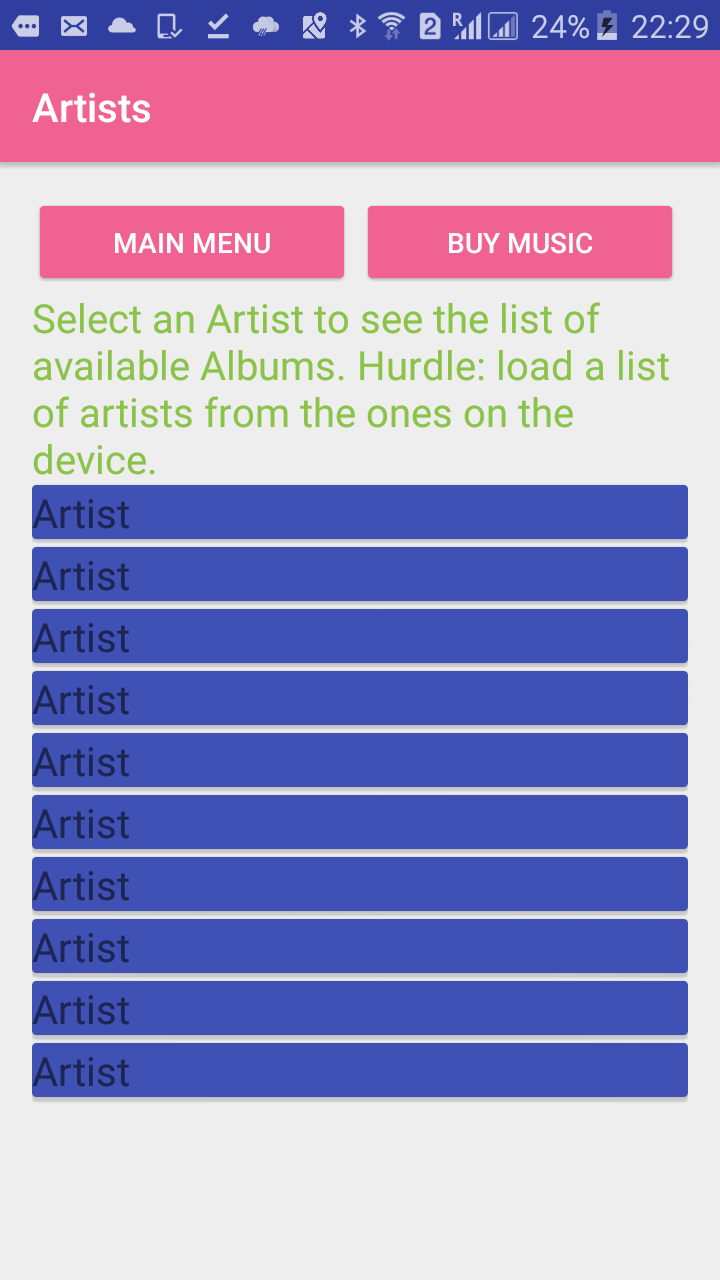 2 R 24% 22:29
Artists
MAIN MENU BUY MUSIC
Select an Artist to see the list of
available Albums. Hurdle: load a list
of artists from the ones on the
device.
Artist
Artist
Artist
Artist
Artist
Artist
Artist
Artist
Artist
Artist